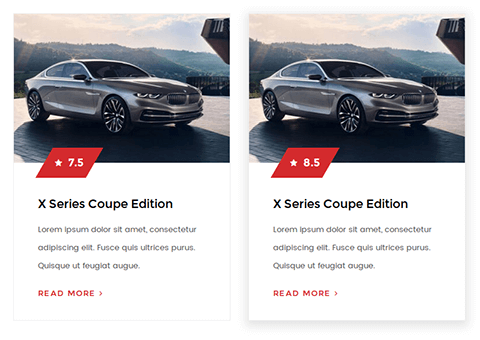 7.5
X Series Coupe Edition
Lorem ipsum dolor sit amet, consectetur
adipiscing elit. Fusce quis ultrices purus.
Quisque ut feugiat augue.
READ MORE >
8.5
X Series Coupe Edition
Lorem ipsum dolor sit amet, consectetur
adipiscing elit. Fusce quis ultrices purus.
Quisque ut feugiat augue.
READ MORE >